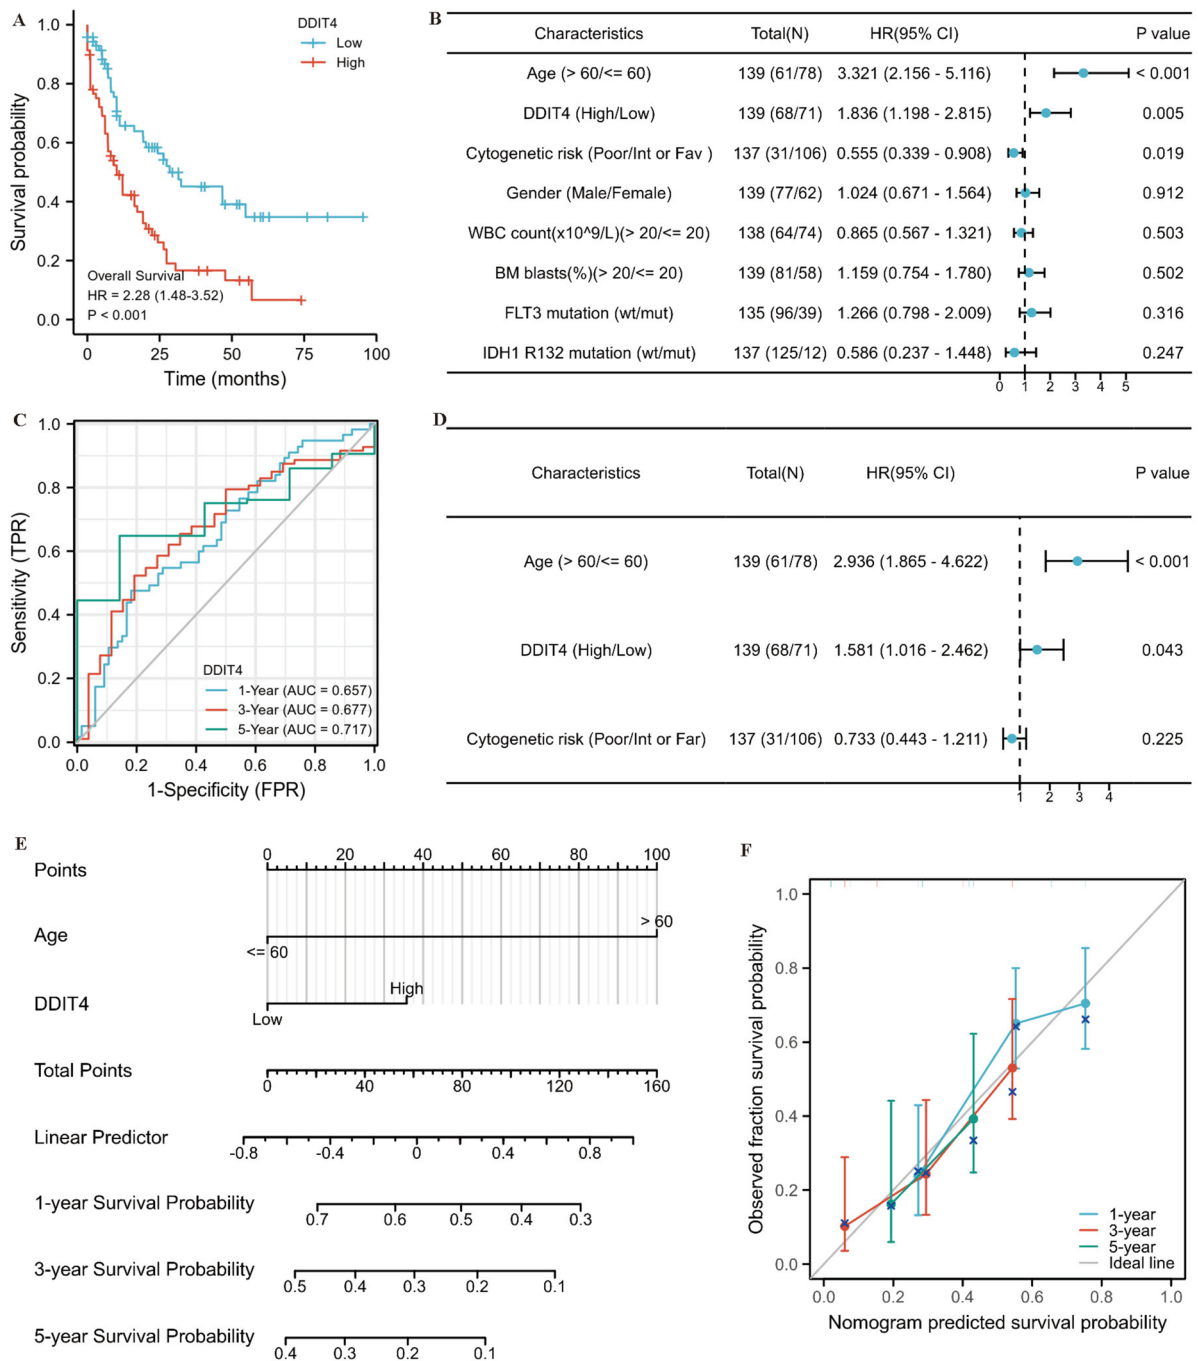 A
DDIT4
Low
High
Survival probability
1.0
0.8
0.6
0.4
0.2
0.0
Overall Survival
HR = 2.28 (1.48-3.52)
P < 0.001
0 25 50 75 100
Time (months)
B
Characteristics Total(N) HR(95% CI) P value
Age (> 60/<= 60) 139 (61/78) 3.321 (2.156 - 5.116) < 0.001
DDIT4 (High/Low) 139 (68/71) 1.836 (1.198 - 2.815) 0.005
Cytogenetic risk (Poor/Int or Fav ) 137 (31/106) 0.555 (0.339 - 0.908) 0.019
Gender (Male/Female) 139 (77/62) 1.024 (0.671 - 1.564) 0.912
WBC count(x10^9/L)(> 20/<= 20) 138 (64/74) 0.865 (0.567 - 1.321) 0.503
BM blasts(%)(> 20/<= 20) 139 (81/58) 1.159 (0.754 - 1.780) 0.502
FLT3 mutation (wt/mut) 135 (96/39) 1.266 (0.798 - 2.009) 0.316
IDH1 R132 mutation (wt/mut) 137 (125/12) 0.586 (0.237 - 1.448) 0.247
0 1 2 3 4 5
C
Sensitivity (TPR)
1.0
0.8
0.6
0.4
0.2
0.0
DDIT4
1-Year (AUC = 0.657)
3-Year (AUC = 0.677)
5-Year (AUC = 0.717)
0.0 0.2 0.4 0.6 0.8 1.0
1-Specificity (FPR)
D
Characteristics Total(N) HR(95% CI) P value
Age (> 60/<= 60) 139 (61/78) 2.936 (1.865 - 4.622) < 0.001
DDIT4 (High/Low) 139 (68/71) 1.581 (1.016 - 2.462) 0.043
Cytogenetic risk (Poor/Int or Far) 137 (31/106) 0.733 (0.443 - 1.211) 0.225
1 2 3 4
E
0 20 40 60 80 100
Points
> 60
Age
<= 60
High
DDIT4
Low
Total Points
0 40 80 120 160
Linear Predictor
-0.8 -0.4 0 0.4 0.8
1-year Survival Probability
0.7 0.6 0.5 0.4 0.3
3-year Survival Probability
0.5 0.4 0.3 0.2 0.1
5-year Survival Probability
0.4 0.3 0.2 0.1
F
Observed fraction survival probability
1.0
0.8
0.6
0.4
0.2
0.0
1-year
3-year
5-year
Ideal line
0.0 0.2 0.4 0.6 0.8 1.0
Nomogram predicted survival probability